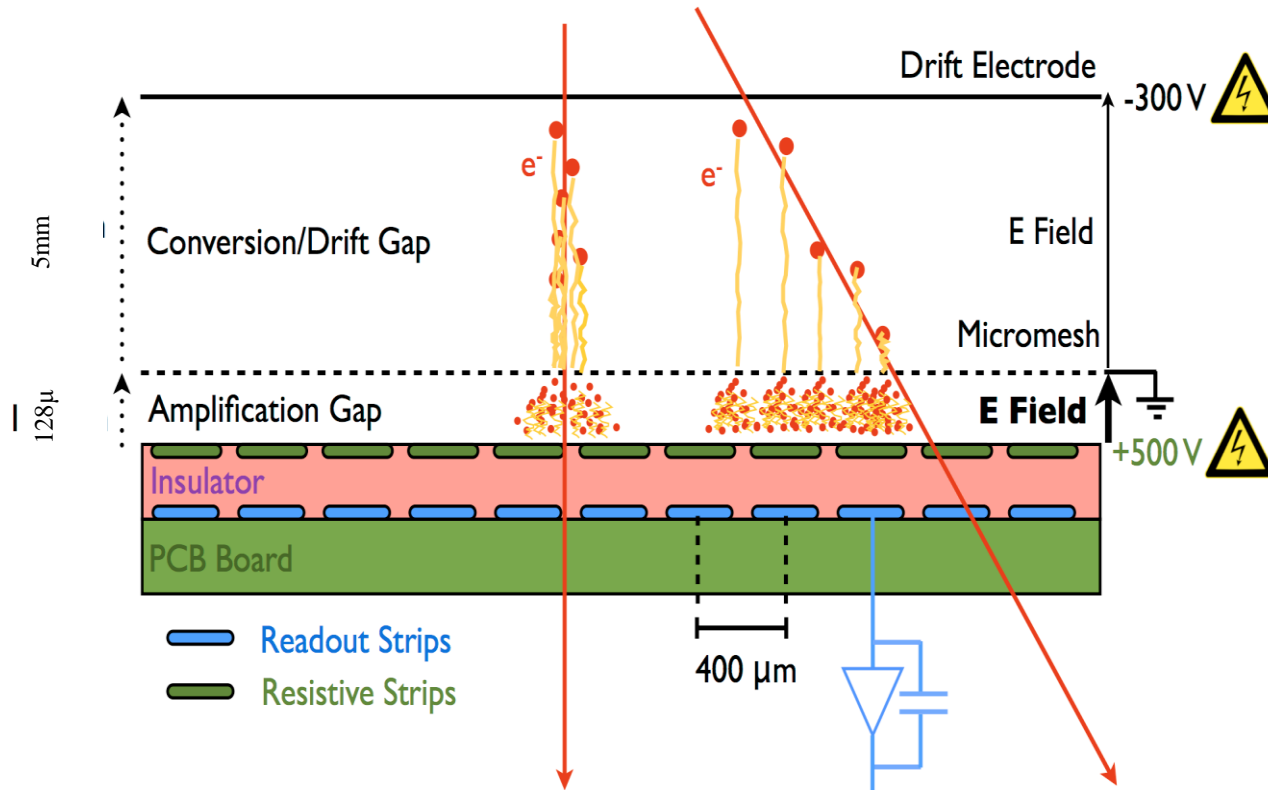 Drift Electrode
-300 V
e-
e-
5mm
Conversion/Drift Gap
E Field
Micromesh
128μ
Amplification Gap
E Field
+500 V
Insulator
PCB Board
Readout Strips
400 μm
Resistive Strips